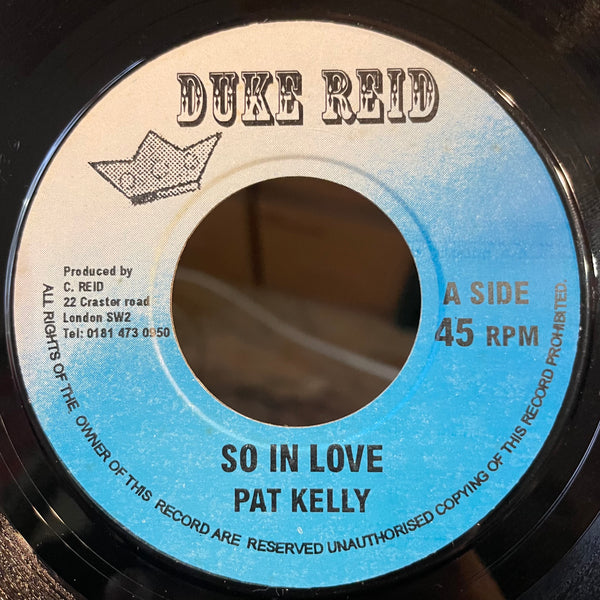 DUKE REID
Produced by
C. REID
22 Craster road
London SW2
Tel: 0181 473 0950
A SIDE
45 RPM
SO IN LOVE
PAT KELLY
ALL RIGHTS OF THE OWNER OF THIS RECORD ARE RESERVED UNAUTHORISED COPYING OF THIS RECORD PROHIBITED.